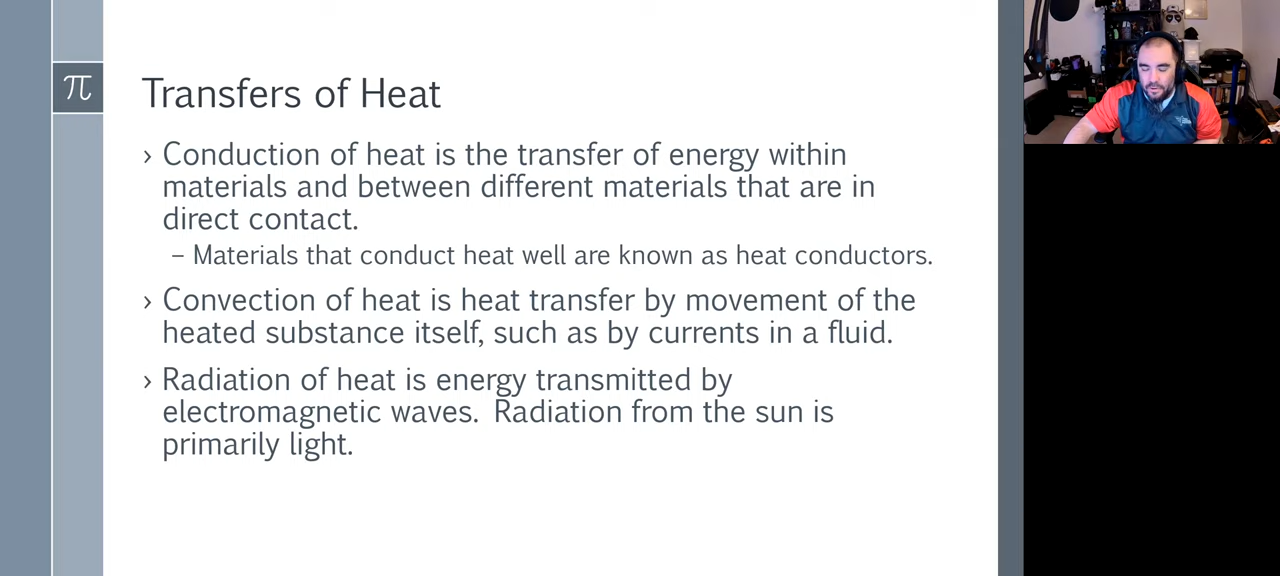 π
Transfers of Heat
› Conduction of heat is the transfer of energy within
materials and between different materials that are in
direct contact.
– Materials that conduct heat well are known as heat conductors.
› Convection of heat is heat transfer by movement of the
heated substance itself, such as by currents in a fluid.
› Radiation of heat is energy transmitted by
electromagnetic waves.  Radiation from the sun is
primarily light.